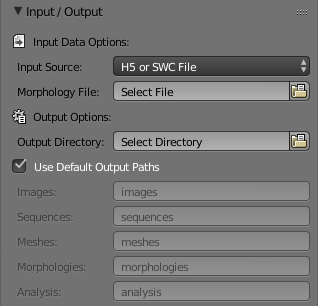 Input / Output
Input Data Options:
Input Source: H5 or SWC File
Morphology File: Select File
Output Options:
Output Directory: Select Directory
Use Default Output Paths
Images: images
Sequences: sequences
Meshes: meshes
Morphologies: morphologies
Analysis: analysis